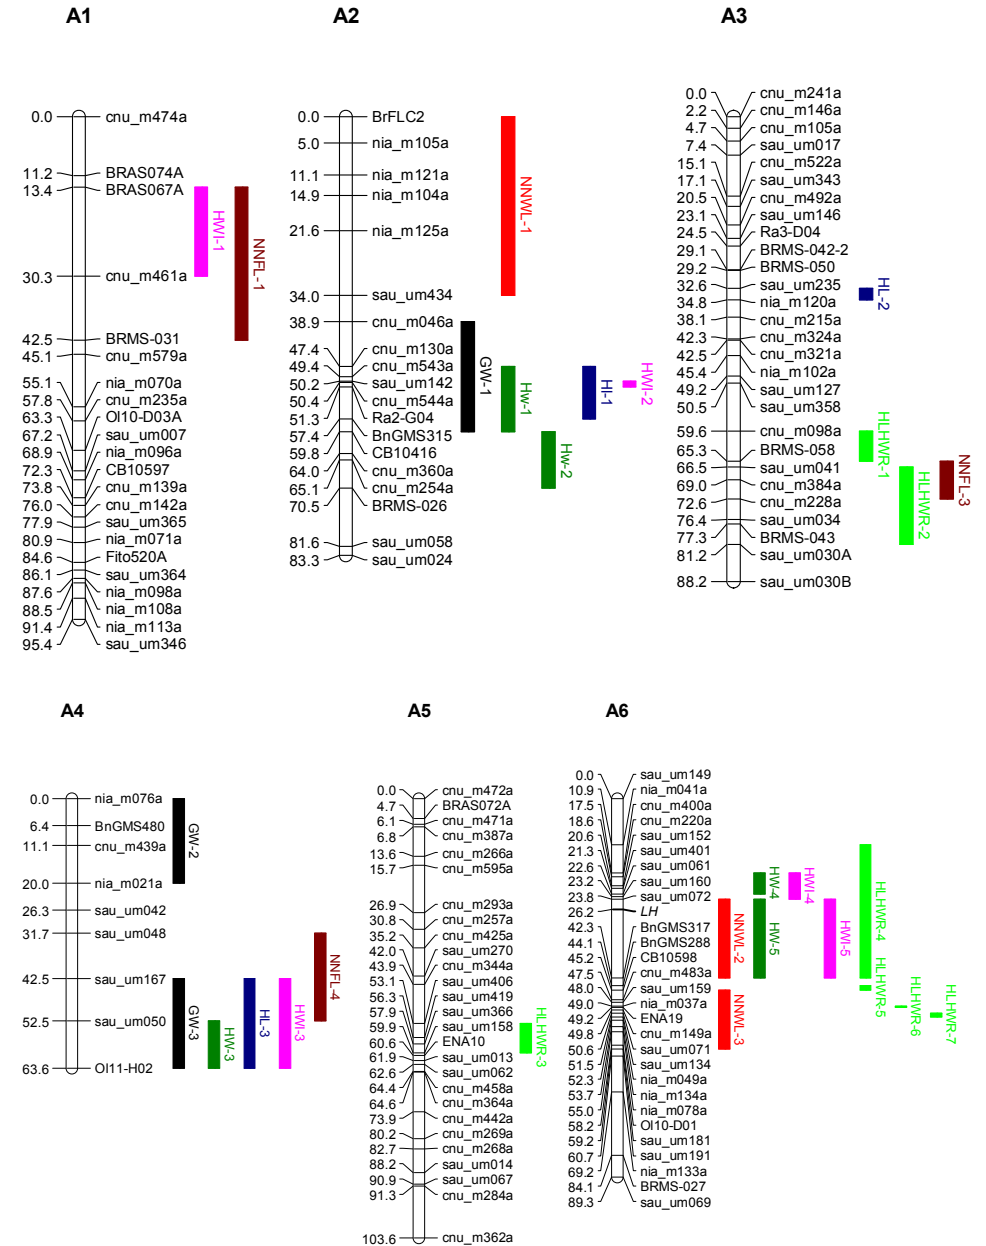 A1
0.0 cnu_m474a
11.2 BRAS074A
13.4 BRAS067A
30.3 cnu_m461a
42.5 BRMS-031
45.1 cnu_m579a
55.1 nia_m070a
57.8 cnu_m235a
63.3 Ol10-D03A
67.2 sau_um007
68.9 nia_m096a
72.3 CB10597
73.8 cnu_m139a
76.0 cnu_m142a
77.9 sau_um365
80.9 nia_m071a
84.6 Fito520A
86.1 sau_um364
87.6 nia_m098a
88.5 nia_m108a
91.4 nia_m113a
95.4 sau_um346
HWI-1
NNFL-1
A2
0.0 BrFLC2
5.0 nia_m105a
11.1 nia_m121a
14.9 nia_m104a
21.6 nia_m125a
34.0 sau_um434
38.9 cnu_m046a
47.4 cnu_m130a
49.4 cnu_m543a
50.2 sau_um142
50.4 cnu_m544a
51.3 Ra2-G04
57.4 BnGMS315
59.8 CB10416
64.0 cnu_m360a
65.1 cnu_m254a
70.5 BRMS-026
81.6 sau_um058
83.3 sau_um024
NNWL-1
GW-1
Hw-1
Hw-2
Hl-1
HWI-2
A3
0.0 cnu_m241a
2.2 cnu_m146a
4.7 cnu_m105a
7.4 sau_um017
15.1 cnu_m522a
17.1 sau_um343
20.5 cnu_m492a
23.1 sau_um146
24.5 Ra3-D04
29.1 BRMS-042-2
29.2 BRMS-050
32.6 sau_um235
34.8 nia_m120a
38.1 cnu_m215a
42.3 cnu_m324a
42.5 cnu_m321a
45.4 nia_m102a
49.2 sau_um127
50.5 sau_um358
59.6 cnu_m098a
65.3 BRMS-058
66.5 sau_um041
69.0 cnu_m384a
72.6 cnu_m228a
76.4 sau_um034
77.3 BRMS-043
81.2 sau_um030A
88.2 sau_um030B
HL-2
HLHWR-1
HLHWR-2
NNFL-3
A4
0.0 nia_m076a
6.4 BnGMS480
11.1 cnu_m439a
20.0 nia_m021a
26.3 sau_um042
31.7 sau_um048
42.5 sau_um167
52.5 sau_um050
63.6 Ol11-H02
GW-2
GW-3
HW-3
HL-3
HWI-3
NNFL-4
A5
0.0 cnu_m472a
4.7 BRAS072A
6.1 cnu_m471a
6.8 cnu_m387a
13.6 cnu_m266a
15.7 cnu_m595a
26.9 cnu_m293a
30.8 cnu_m257a
35.2 cnu_m425a
42.0 sau_um270
43.9 cnu_m344a
53.1 sau_um406
56.3 sau_um419
57.9 sau_um366
59.9 sau_um158
60.6 ENA10
61.9 sau_um013
62.6 sau_um062
64.4 cnu_m458a
64.6 cnu_m364a
73.9 cnu_m442a
80.2 cnu_m269a
82.7 cnu_m268a
88.2 sau_um014
90.9 sau_um067
91.3 cnu_m284a
103.6 cnu_m362a
HLHWR-3
A6
0.0 sau_um149
10.9 nia_m041a
17.5 cnu_m400a
18.6 cnu_m220a
20.6 sau_um152
21.3 sau_um401
22.6 sau_um061
23.2 sau_um160
23.8 sau_um072
26.2 LH
42.3 BnGMS317
44.1 BnGMS288
45.2 CB10598
47.5 cnu_m483a
48.0 sau_um159
49.0 nia_m037a
49.2 ENA19
49.8 cnu_m149a
50.6 sau_um071
51.5 sau_um134
52.3 nia_m049a
53.7 nia_m134a
55.0 nia_m078a
58.2 Ol10-D01
59.2 sau_um181
60.7 sau_um191
69.2 nia_m133a
84.1 BRMS-027
89.3 sau_um069
NNWL-2
NNWL-3
HW-4
HW-5
HWI-4
HWI-5
HLHWR-4
HLHWR-5
HLHWR-6
HLHWR-7